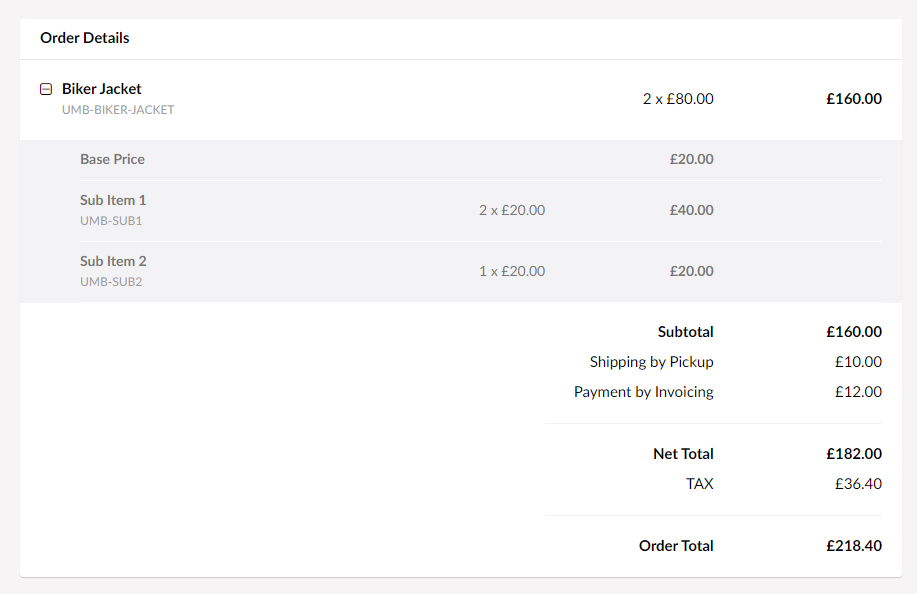 Order Details
Biker Jacket 2 x £80.00 £160.00
UMB-BIKER-JACKET
Base Price £20.00
Sub Item 1 2 x £20.00 £40.00
UMB-SUB1
Sub Item 2 1 x £20.00 £20.00
UMB-SUB2
Subtotal £160.00
Shipping by Pickup £10.00
Payment by Invoicing £12.00
Net Total £182.00
TAX £36.40
Order Total £218.40